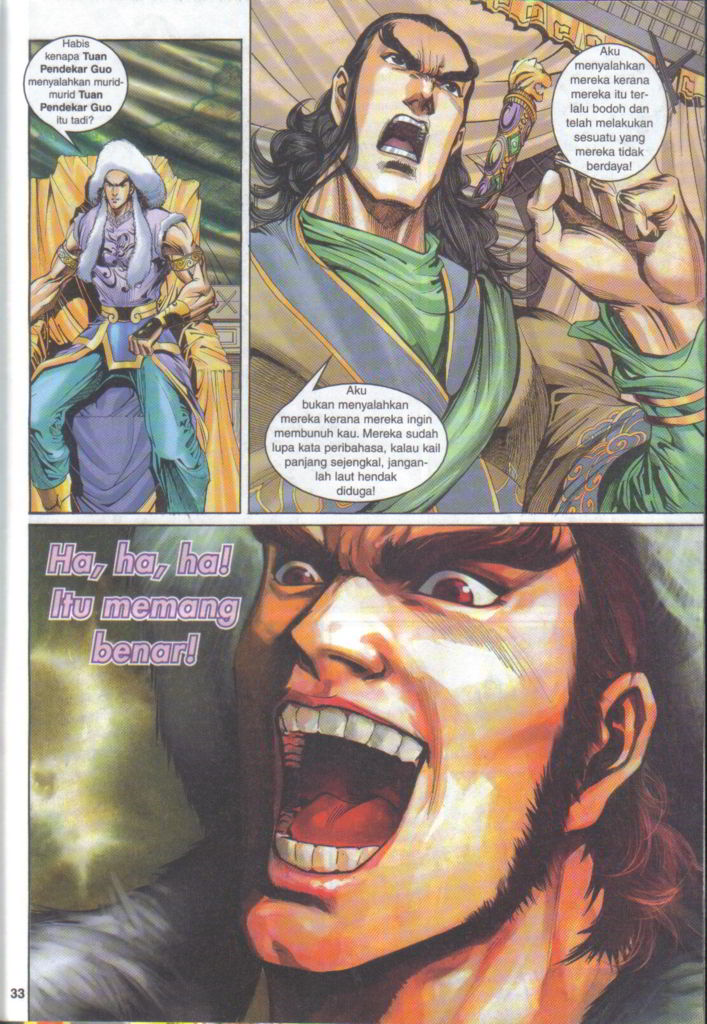 Habis
kenapa Tuan
Pendekar Guo
menyalahkan murid-
murid Tuan
Pendekar Guo
itu tadi?
Aku
menyalahkan
mereka kerana
mereka itu ter-
lalu bodoh dan
telah melakukan
sesuatu yang
mereka tidak
berdaya!
Aku
bukan menyalahkan
mereka kerana mereka ingin
membunuh kau. Mereka sudah
lupa kata peribahasa, kalau kail
panjang sejengkal, jangan-
lah laut hendak
diduga!
Ha, ha, ha!
Itu memang
benar!
33